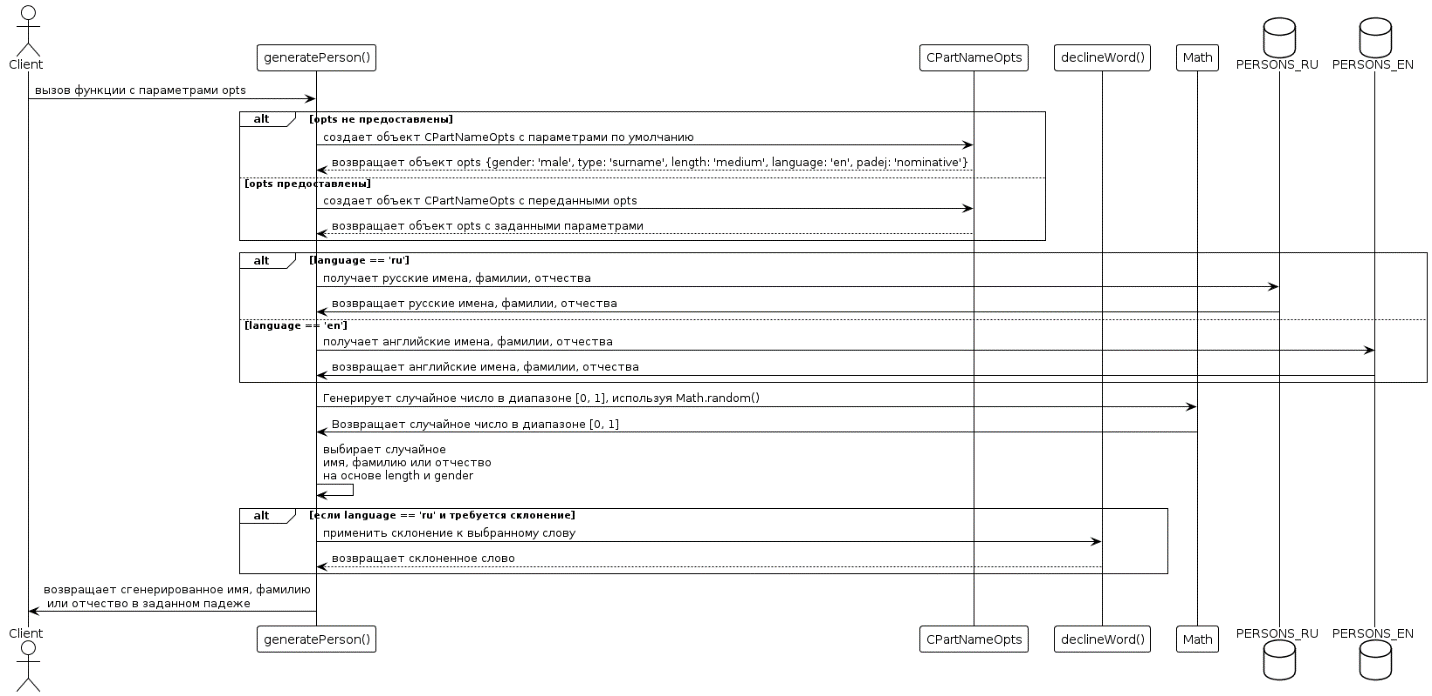 Client
generatePerson()
CPartNameOpts
declineWord()
Math
PERSONS_RU
PERSONS_EN
вызов функции с параметрами opts
alt
[opts не предоставлены]
создает объект CPartNameOpts с параметрами по умолчанию
возвращает объект opts {gender: 'male', type: 'surname', length: 'medium', language: 'en', padej: 'nominative'}
[opts предоставлены]
создает объект CPartNameOpts с переданными opts
возвращает объект opts с заданными параметрами
alt
[language == 'ru']
получает русские имена, фамилии, отчества
возвращает русские имена, фамилии, отчества
[language == 'en']
получает английские имена, фамилии, отчества
возвращает английские имена, фамилии, отчества
Генерирует случайное число в диапазоне [0, 1], используя Math.random()
Возвращает случайное число в диапазоне [0, 1]
выбирает случайное
имя, фамилию или отчество
на основе length и gender
alt
[если language == 'ru' и требуется склонение]
применить склонение к выбранному слову
возвращает склоненное слово
возвращает сгенерированное имя, фамилию
или отчество в заданном падеже
Client
generatePerson()
CPartNameOpts
declineWord()
Math
PERSONS_RU
PERSONS_EN